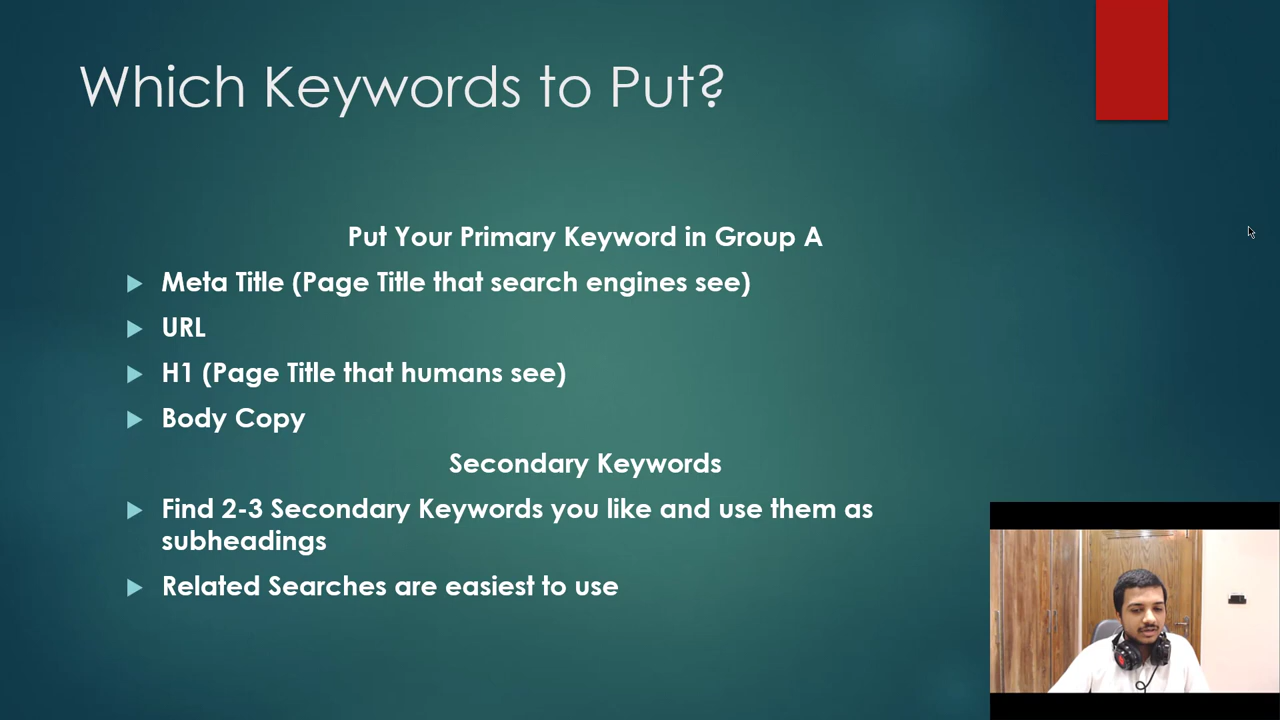 Which Keywords to Put?
Put Your Primary Keyword in Group A
Meta Title (Page Title that search engines see)
URL
H1 (Page Title that humans see)
Body Copy
Secondary Keywords
Find 2-3 Secondary Keywords you like and use them as
subheadings
Related Searches are easiest to use